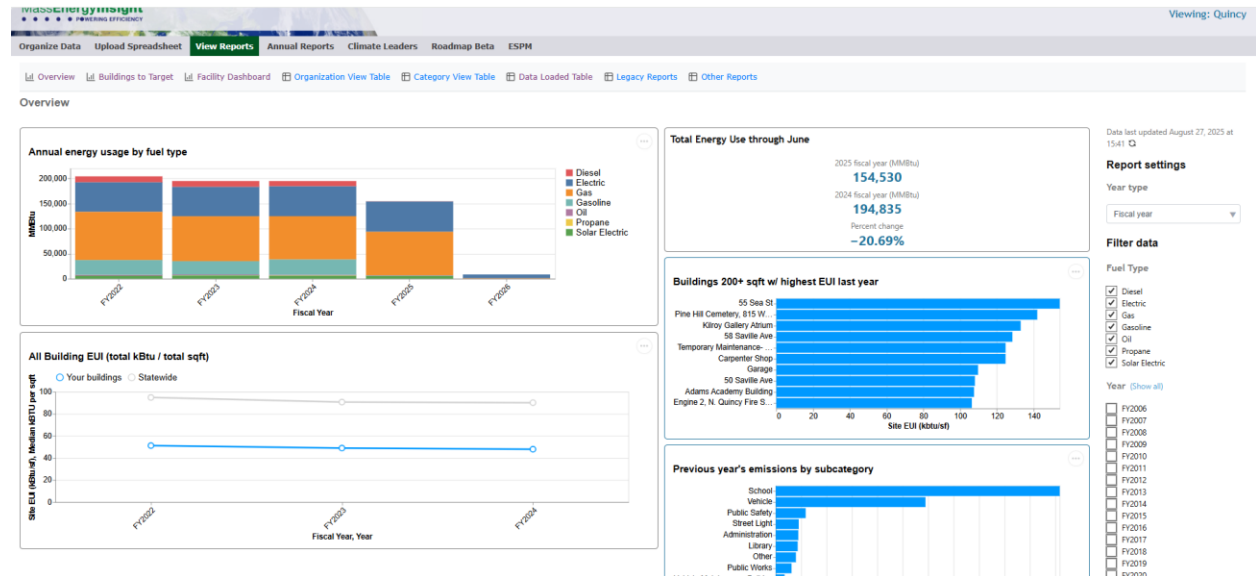 MassEnergyInsight
POWERING EFFICIENCY
Viewing: Quincy
Organize Data Upload Spreadsheet View Reports Annual Reports Climate Leaders Roadmap Beta ESPM
Overview Buildings to Target Facility Dashboard Organization View Table Category View Table Data Loaded Table Legacy Reports Other Reports
Overview
Annual energy usage by fuel type
MMBtu
200,000
150,000
100,000
50,000
0
FY2022 FY2023 FY2024 FY2025 FY2026
Fiscal Year
Diesel
Electric
Gas
Gasoline
Oil
Propane
Solar Electric
All Building EUI (total kBtu / total sqft)
Your buildings Statewide
Site EUI (kBtu/sf), Median kBTU per sqft
100
80
60
40
20
0
FY2022 FY2023 FY2024
Fiscal Year, Year
Total Energy Use through June
2025 fiscal year (MMBtu)
154,530
2024 fiscal year (MMBtu)
194,835
Percent change
−20.69%
Buildings 200+ sqft w/ highest EUI last year
55 Sea St
Pine Hill Cemetery, 815 W...
Kilroy Gallery Atrium
58 Saville Ave
Temporary Maintenance- ...
Carpenter Shop
Garage
50 Saville Ave
Adams Academy Building
Engine 2, N. Quincy Fire S...
0 20 40 60 80 100 120 140
Site EUI (kbtu/sf)
Previous year's emissions by subcategory
School
Vehicle
Public Safety
Street Light
Administration
Library
Other
Public Works
Data last updated August 27, 2025 at
15:41
Report settings
Year type
Fiscal year
Filter data
Fuel Type
Diesel
Electric
Gas
Gasoline
Oil
Propane
Solar Electric
Year (Show all)
FY2006
FY2007
FY2008
FY2009
FY2010
FY2011
FY2012
FY2013
FY2014
FY2015
FY2016
FY2017
FY2018
FY2019
FY2020